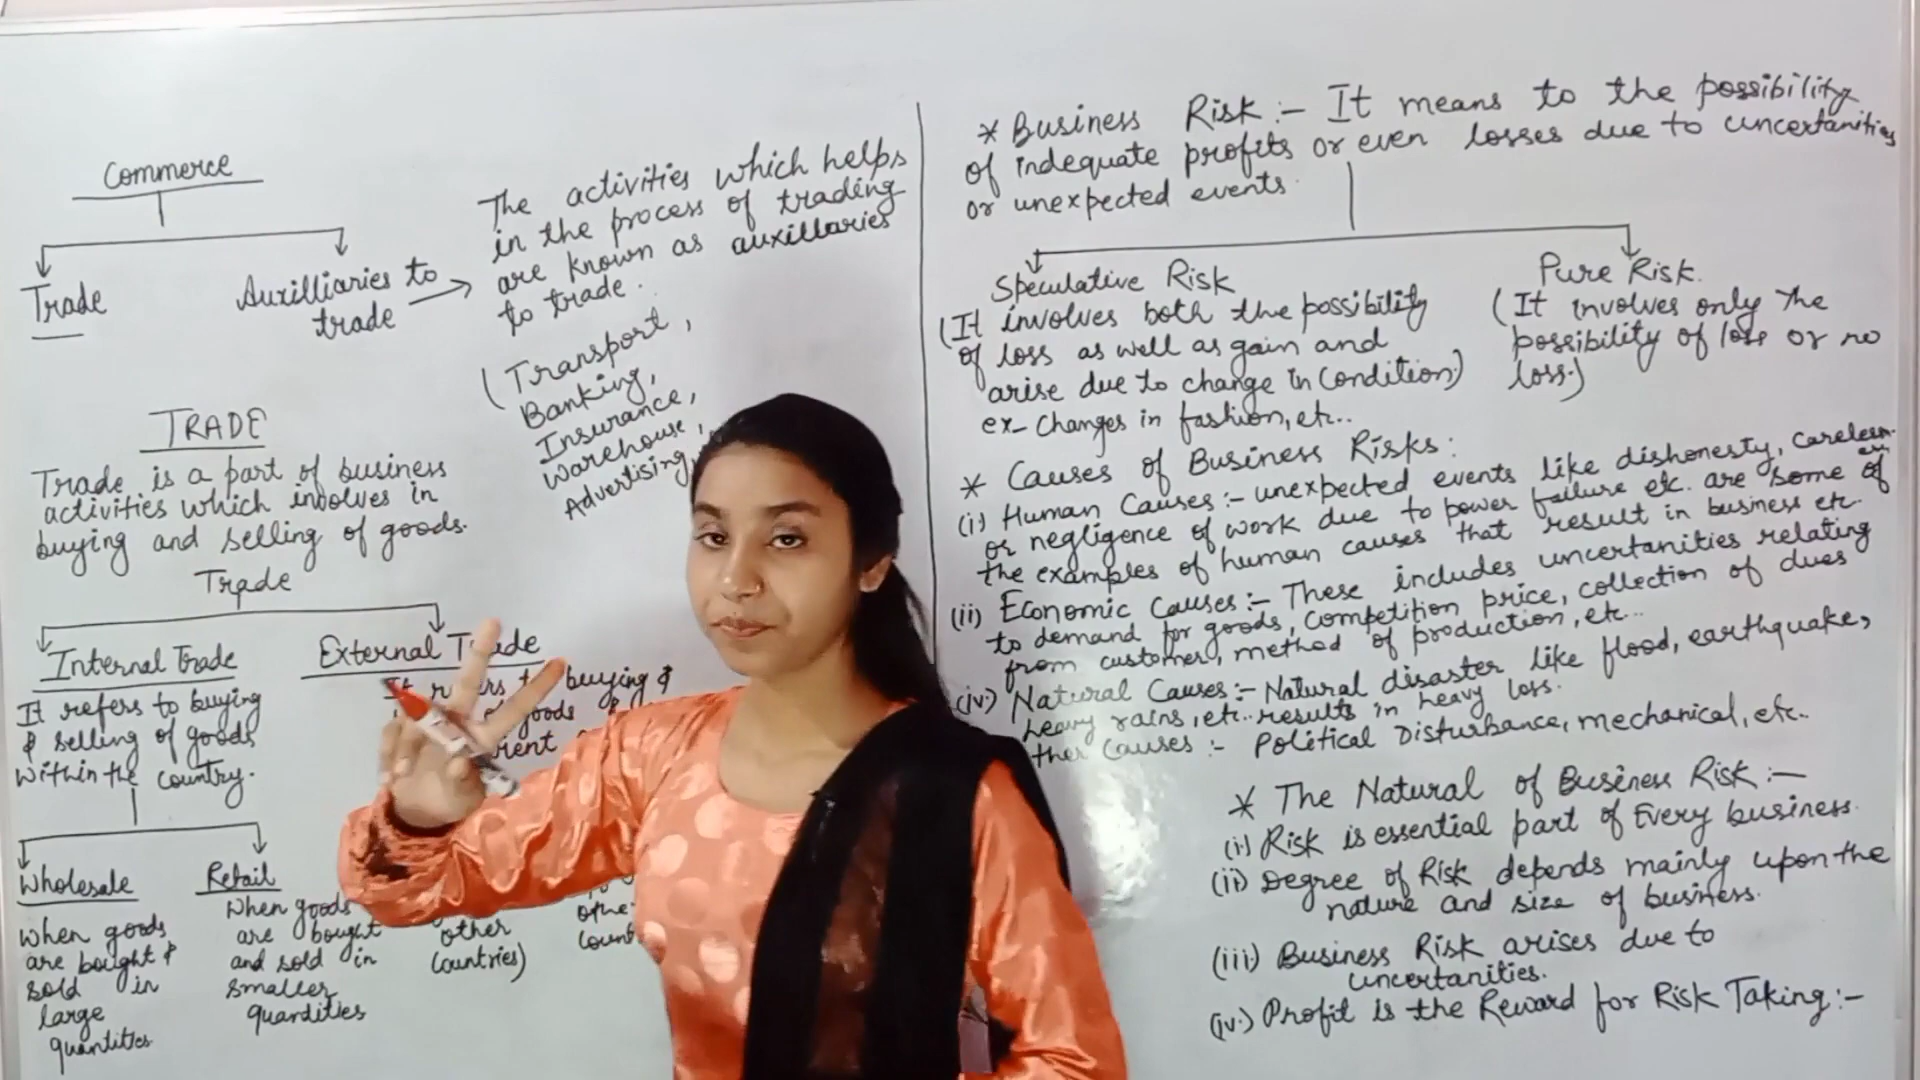 Commerce
Trade
Auxilliaries to
trade
The activities which helps
in the process of trading
are known as auxillaries
to trade.
(Transport,
Banking,
Insurance,
Warehouse,
Advertising,
TRADE
Trade is a part of business
activities which involves in
buying and selling of goods.
Trade
Internal Trade
It refers to buying
& selling of goods
within the country.
External Trade
It to buying &
goods
Wholesale
When goods
are bought &
sold in
large
quantities
Retail
When goods
are bought
and sold in
smaller
quantities
other
countries)
* Business Risk :- It means to the possibility
of indequate profits or even losses due to uncertanities
or unexpected events.
Speculative Risk
(It involves both the possibility
of loss as well as gain and
arise due to change in condition.)
ex- Changes in fashion, etc..
Pure Risk.
(It involves only the
possibility of loss or no
loss.)
* Causes of Business Risks :
(i) Human Causes :- unexpected events like dishonesty,
or negligence of work due to power failure etc. are some of
the examples of human causes that result in business etc.
(ii) Economic Causes :- These includes uncertanities relating
to demand for goods, Competition price, collection of dues
from customer, method of production, etc...
(iv.) Natural Causes :- Natural disaster like flood, earthquake,
heavy rains, etc.. results in heavy loss.
ther Causes :- Political Disturbance, mechanical, etc..
* The Natural of Business Risk :-
(i) Risk is essential part of Every business.
(ii) Degree of Risk depends mainly upon the
nature and size of business.
(iii) Business Risk arises due to
uncertanities.
(iv.) Profit is the Reward for Risk Taking :-